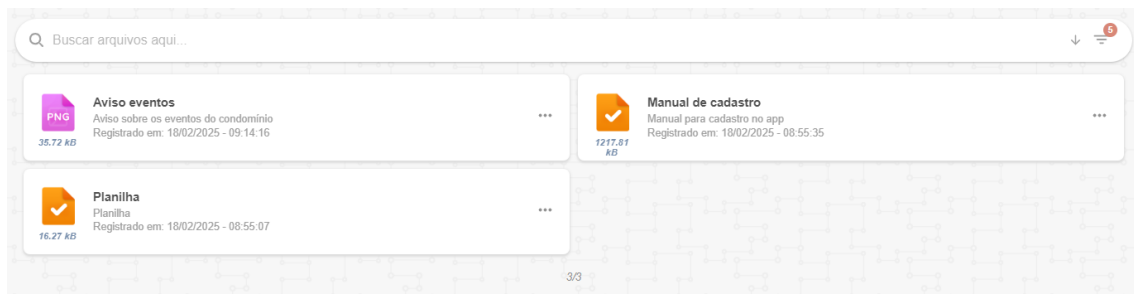 Buscar arquivos aqui...
5
PNG
35.72 kB
Aviso eventos
Aviso sobre os eventos do condomínio
Registrado em: 18/02/2025 - 09:14:16
1217.81
kB
Manual de cadastro
Manual para cadastro no app
Registrado em: 18/02/2025 - 08:55:35
16.27 kB
Planilha
Planilha
Registrado em: 18/02/2025 - 08:55:07
3/3